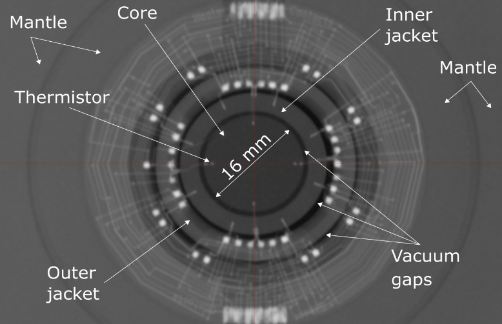 Mantle
Core
Inner
jacket
Mantle
Thermistor
16 mm
Outer
jacket
Vacuum
gaps